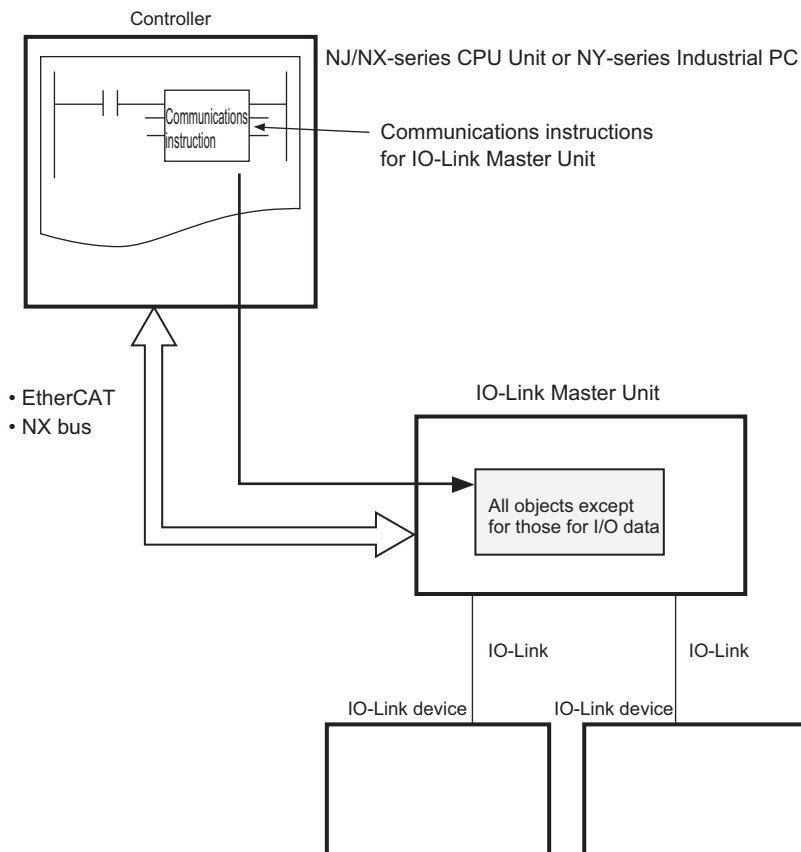 Controller
NJ/NX-series CPU Unit or NY-series Industrial PC
Communications
instruction
Communications instructions
for IO-Link Master Unit
• EtherCAT
• NX bus
IO-Link Master Unit
All objects except
for those for I/O data
IO-Link
IO-Link
IO-Link device
IO-Link device